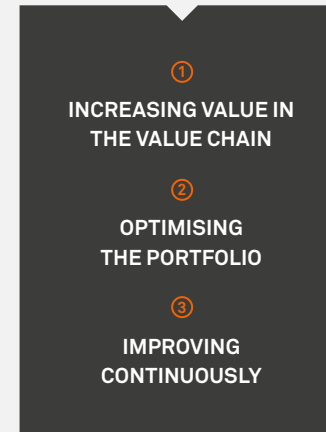 ①
INCREASING VALUE IN
THE VALUE CHAIN
②
OPTIMISING
THE PORTFOLIO
③
IMPROVING
CONTINUOUSLY